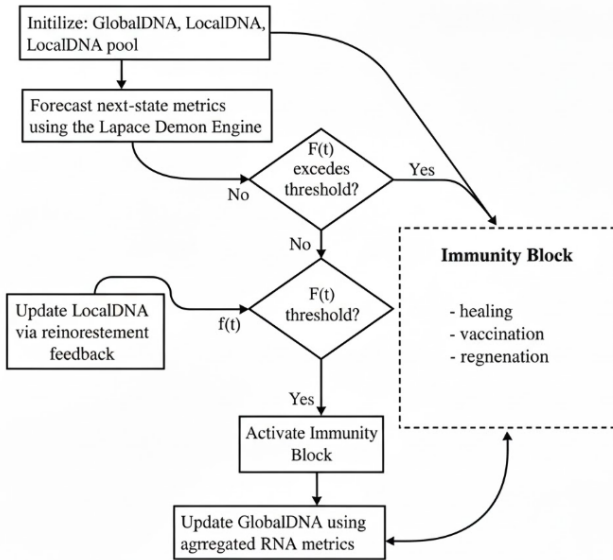 Initilize: GlobalDNA, LocalDNA,
LocalDNA pool
Forecast next-state metrics
using the Lapace Demon Engine
F(t)
excedes
threshold?
Yes
No
No
Immunity Block
- healing
- vaccination
- regnenation
Update LocalDNA
via reinorestement
feedback
f(t)
F(t)
threshold?
Yes
Activate Immunity
Block
Update GlobalDNA using
agrregated RNA metrics